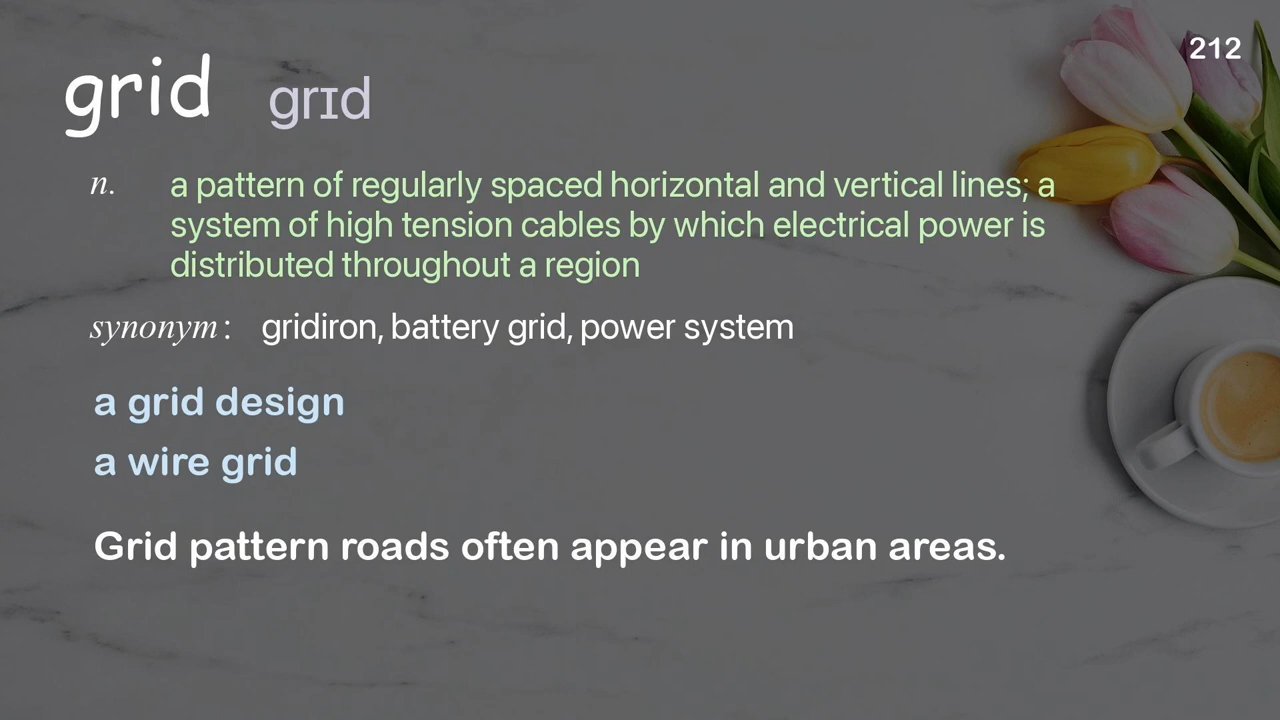 212
grid grɪd
n. a pattern of regularly spaced horizontal and vertical lines; a
system of high tension cables by which electrical power is
distributed throughout a region
synonym: gridiron, battery grid, power system
a grid design
a wire grid
Grid pattern roads often appear in urban areas.